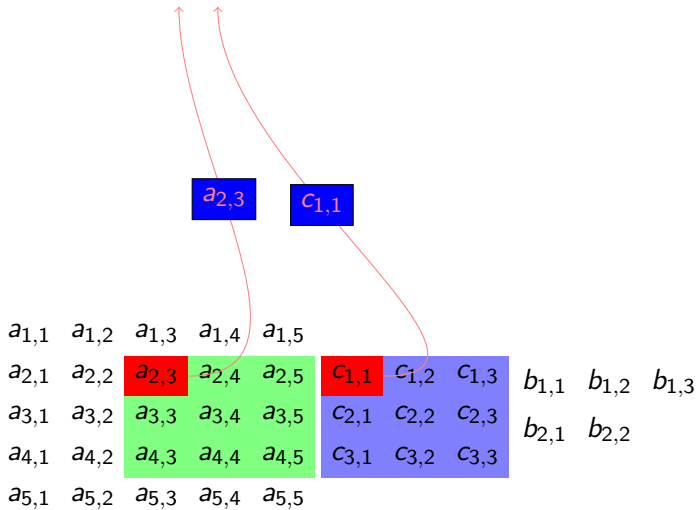 a2,3 c1,1
a1,1 a1,2 a1,3 a1,4 a1,5
a2,1 a2,2 a2,3 a2,4 a2,5 c1,1 c1,2 c1,3 b1,1 b1,2 b1,3
a3,1 a3,2 a3,3 a3,4 a3,5 c2,1 c2,2 c2,3 b2,1 b2,2
a4,1 a4,2 a4,3 a4,4 a4,5 c3,1 c3,2 c3,3
a5,1 a5,2 a5,3 a5,4 a5,5